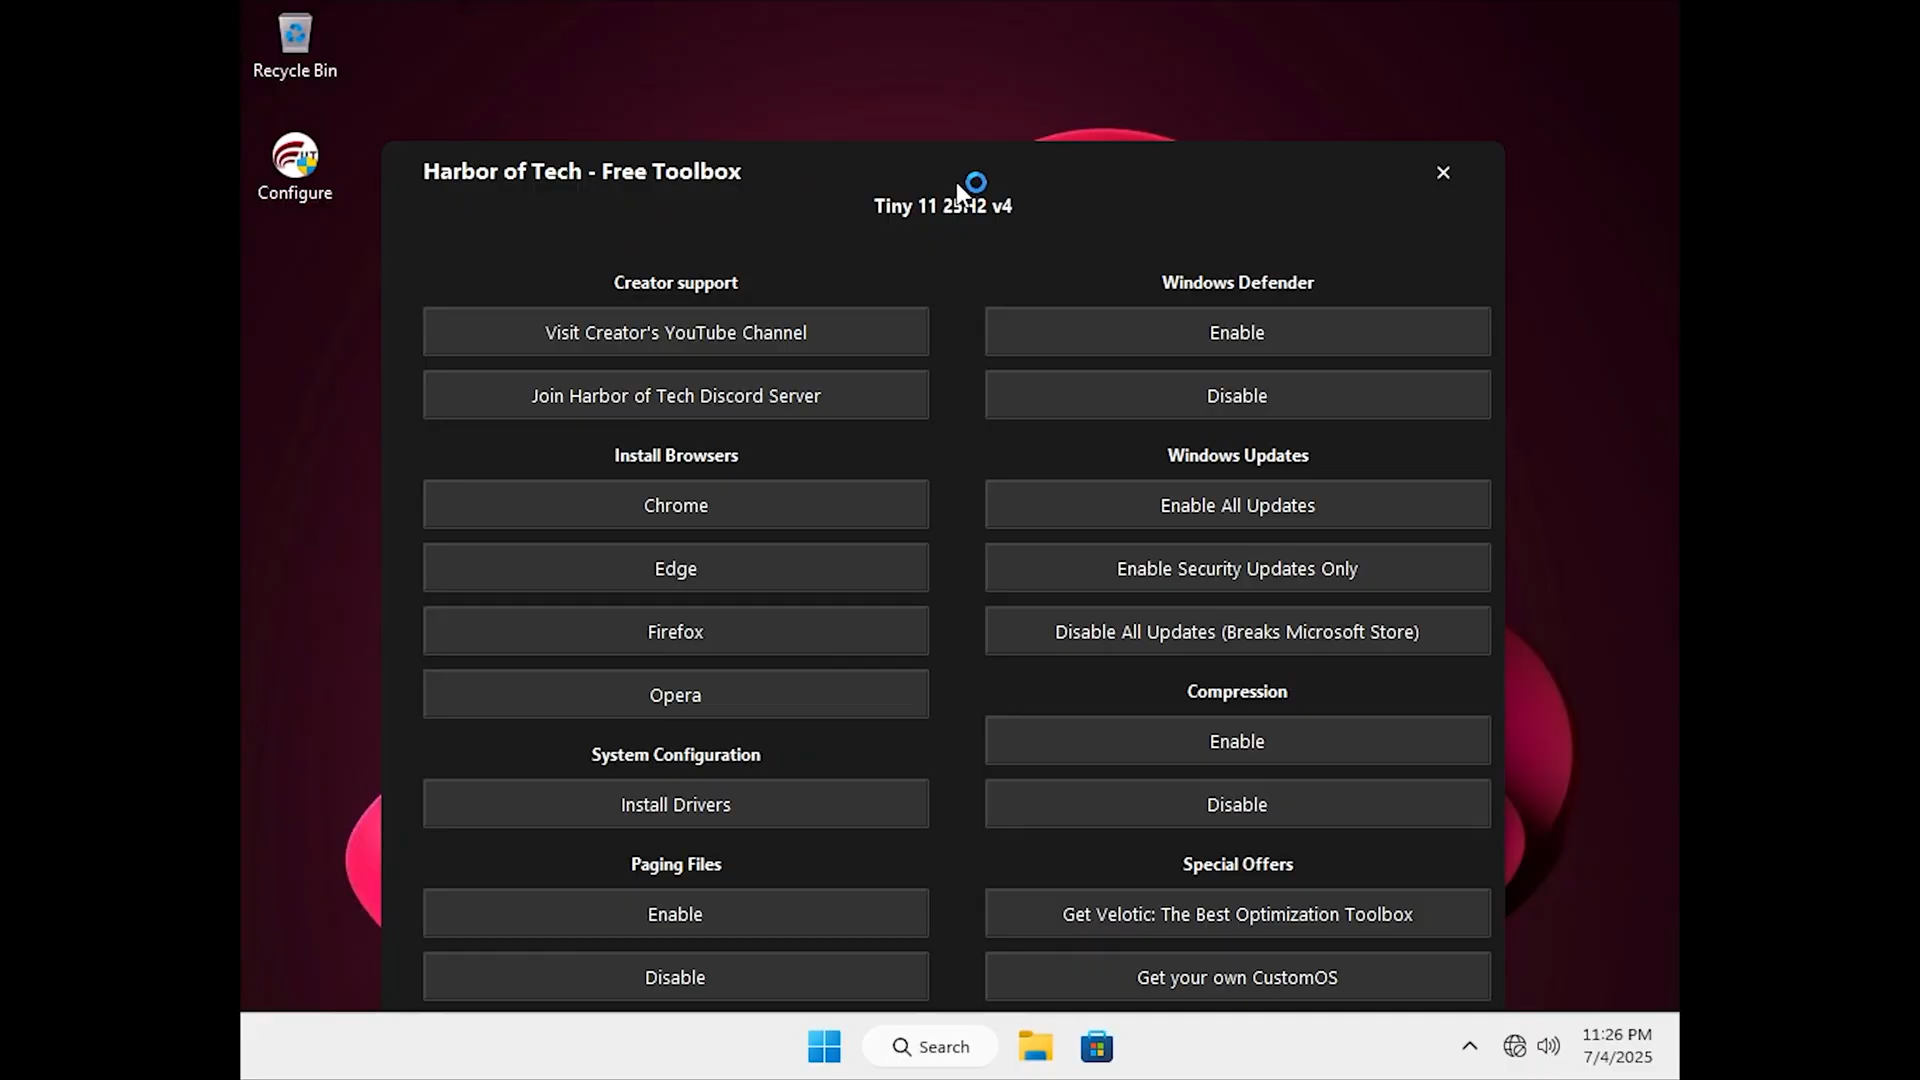 Recycle Bin
Configure
Harbor of Tech - Free Toolbox
Tiny 11 25H2 v4
Creator support
Visit Creator's YouTube Channel
Join Harbor of Tech Discord Server
Install Browsers
Chrome
Edge
Firefox
Opera
System Configuration
Install Drivers
Paging Files
Enable
Disable
Windows Defender
Enable
Disable
Windows Updates
Enable All Updates
Enable Security Updates Only
Disable All Updates (Breaks Microsoft Store)
Compression
Enable
Disable
Special Offers
Get Velotic: The Best Optimization Toolbox
Get your own CustomOS
Search
11:26 PM
7/4/2025